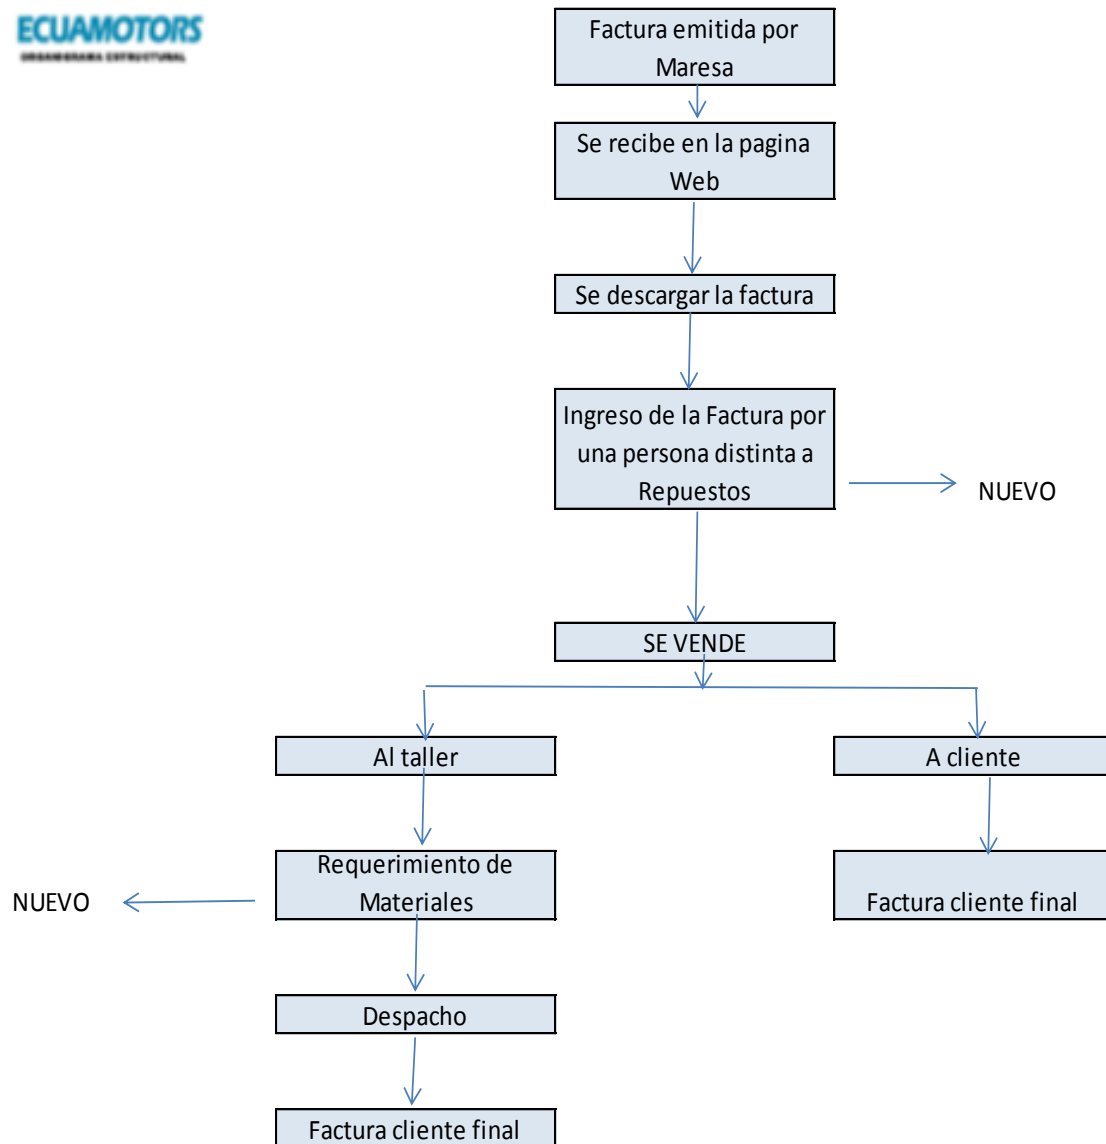 ECUAMOTORS
ORGANIGRAMA ESTRUCTURAL
Factura emitida por
Maresa
Se recibe en la pagina
Web
Se descargar la factura
Ingreso de la Factura por
una persona distinta a
Repuestos
NUEVO
SE VENDE
Al taller
A cliente
Requerimiento de
Materiales
NUEVO
Factura cliente final
Despacho
Factura cliente final